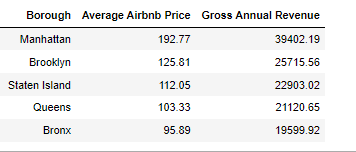 Borough Average Airbnb Price Gross Annual Revenue
Manhattan 192.77 39402.19
Brooklyn 125.81 25715.56
Staten Island 112.05 22903.02
Queens 103.33 21120.65
Bronx 95.89 19599.92